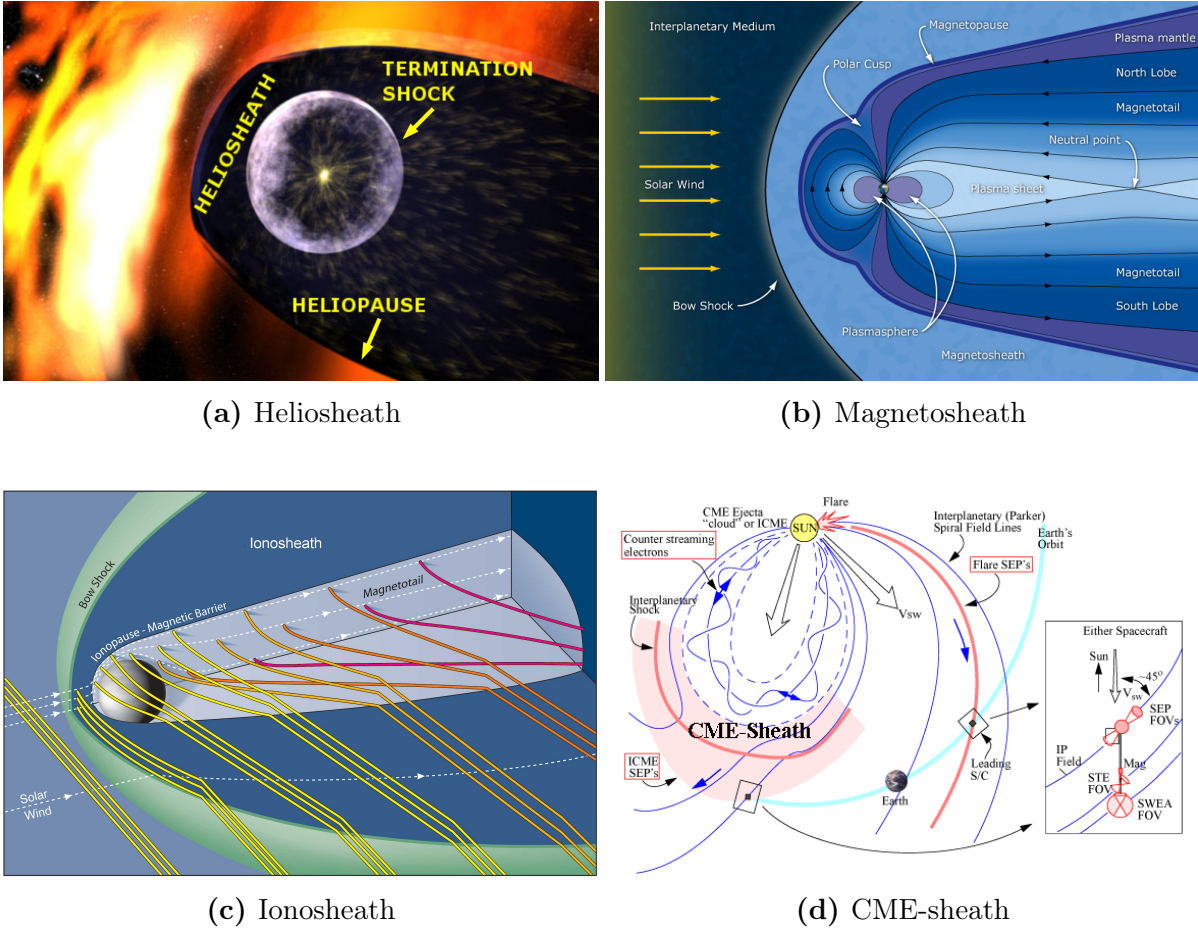 HELIOSHEATH
TERMINATION
SHOCK
HELIOPAUSE
(a) Heliosheath
Interplanetary Medium
Magnetopause
Plasma mantle
Polar Cusp
North Lobe
Magnetotail
Neutral point
Solar Wind
Plasma sheet
Bow Shock
Magnetotail
South Lobe
Plasmasphere
Magnetosheath
(b) Magnetosheath
Ionosheath
Bow Shock
Ionopause - Magnetic Barrier
Magnetotail
Solar
Wind
(c) Ionosheath
Flare
CME Ejecta
"cloud" or ICME
SUN
Interplanetary (Parker)
Spiral Field Lines
Earth's
Orbit
Counter streaming
electrons
Flare SEP's
Interplanetary
Shock
Vsw
CME-Sheath
ICME
SEP's
Leading
S/C
Earth
Either Spacecraft
Sun
Vsw
~45°
SEP
FOVs
IP
Field
Mag
STE
FOV
SWEA
FOV
(d) CME-sheath